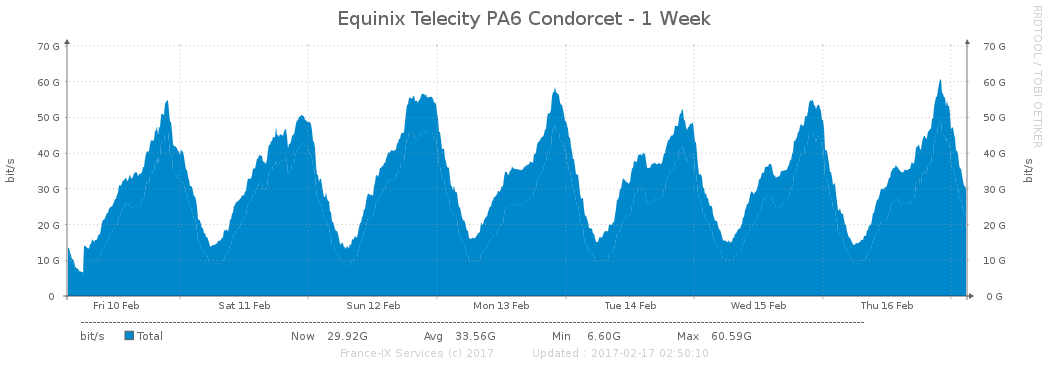 Equinix Telecity PA6 Condorcet - 1 Week
RRDTOOL / TOBI OETIKER
70 G 70 G
60 G 60 G
50 G 50 G
40 G 40 G
30 G 30 G
20 G 20 G
10 G 10 G
0 0 G
bit/s bit/s
Fri 10 Feb Sat 11 Feb Sun 12 Feb Mon 13 Feb Tue 14 Feb Wed 15 Feb Thu 16 Feb
bit/s Total Now 29.92G Avg 33.56G Min 6.60G Max 60.59G
France-IX Services (c) 2017 Updated : 2017-02-17 02:50:10